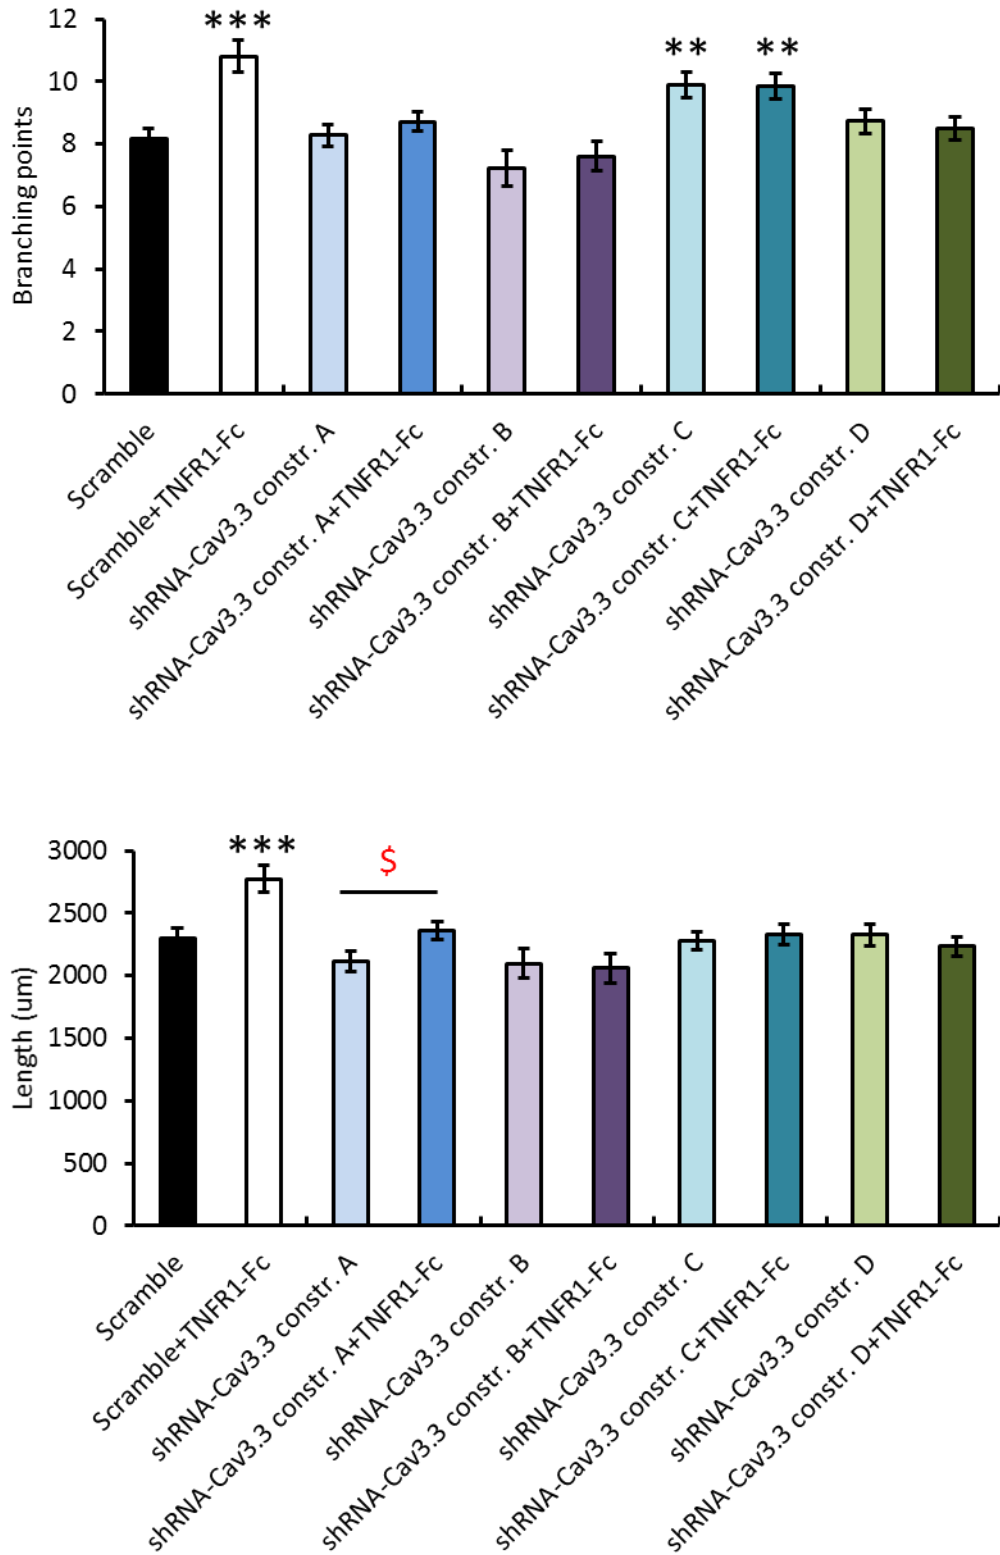 12
10
8
6
4
2
0
Branching points
***
**
**
Scramble
Scramble+TNFR1-Fc
shRNA-Cav3.3 constr. A
shRNA-Cav3.3 constr. A+TNFR1-Fc
shRNA-Cav3.3 constr. B
shRNA-Cav3.3 constr. B+TNFR1-Fc
shRNA-Cav3.3 constr. C
shRNA-Cav3.3 constr. C+TNFR1-Fc
shRNA-Cav3.3 constr. D
shRNA-Cav3.3 constr. D+TNFR1-Fc
3000
2500
2000
1500
1000
500
0
Length (um)
***
$
Scramble
Scramble+TNFR1-Fc
shRNA-Cav3.3 constr. A
shRNA-Cav3.3 constr. A+TNFR1-Fc
shRNA-Cav3.3 constr. B
shRNA-Cav3.3 constr. B+TNFR1-Fc
shRNA-Cav3.3 constr. C
shRNA-Cav3.3 constr. C+TNFR1-Fc
shRNA-Cav3.3 constr. D
shRNA-Cav3.3 constr. D+TNFR1-Fc